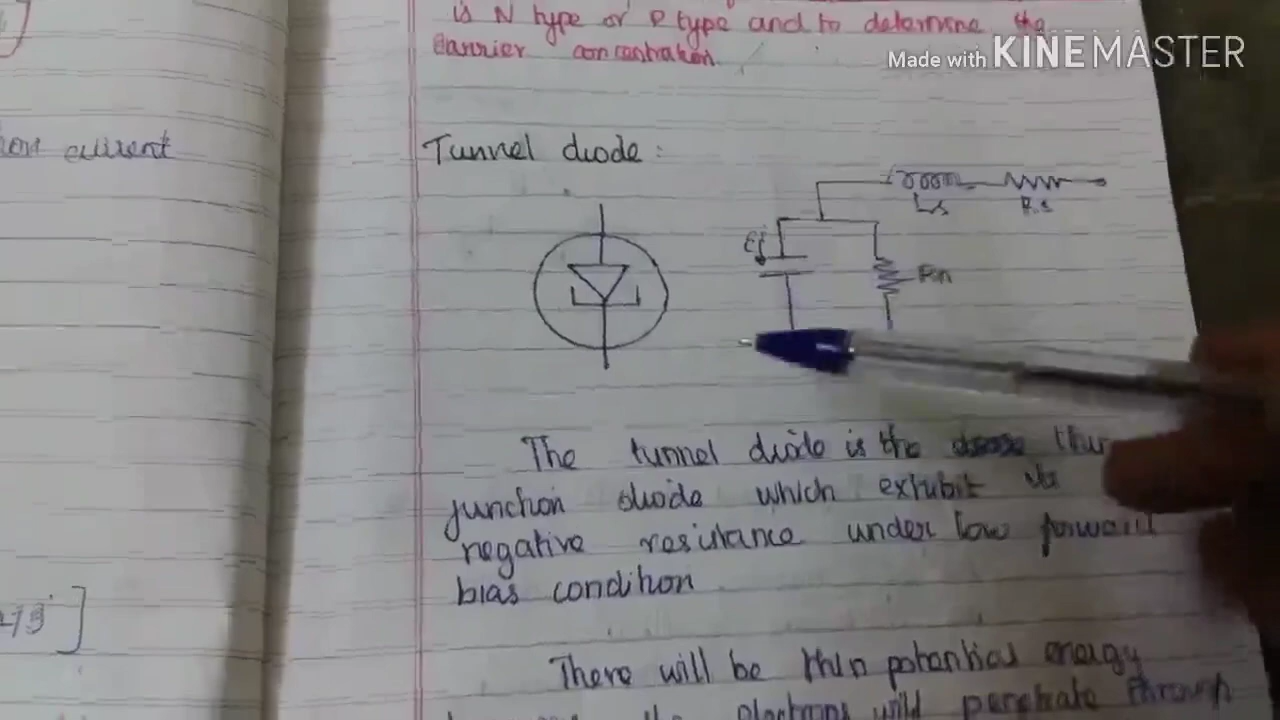 is N type or P type and to determine the
carrier concentration.
Made with KINEMASTER
current
Tunnel diode :
Ls
Rs
The tunnel diode is the
junction diode which exhibit
negative resistance under low forward
bias condition
There will be thin potential energy
the electrons will penetrate through